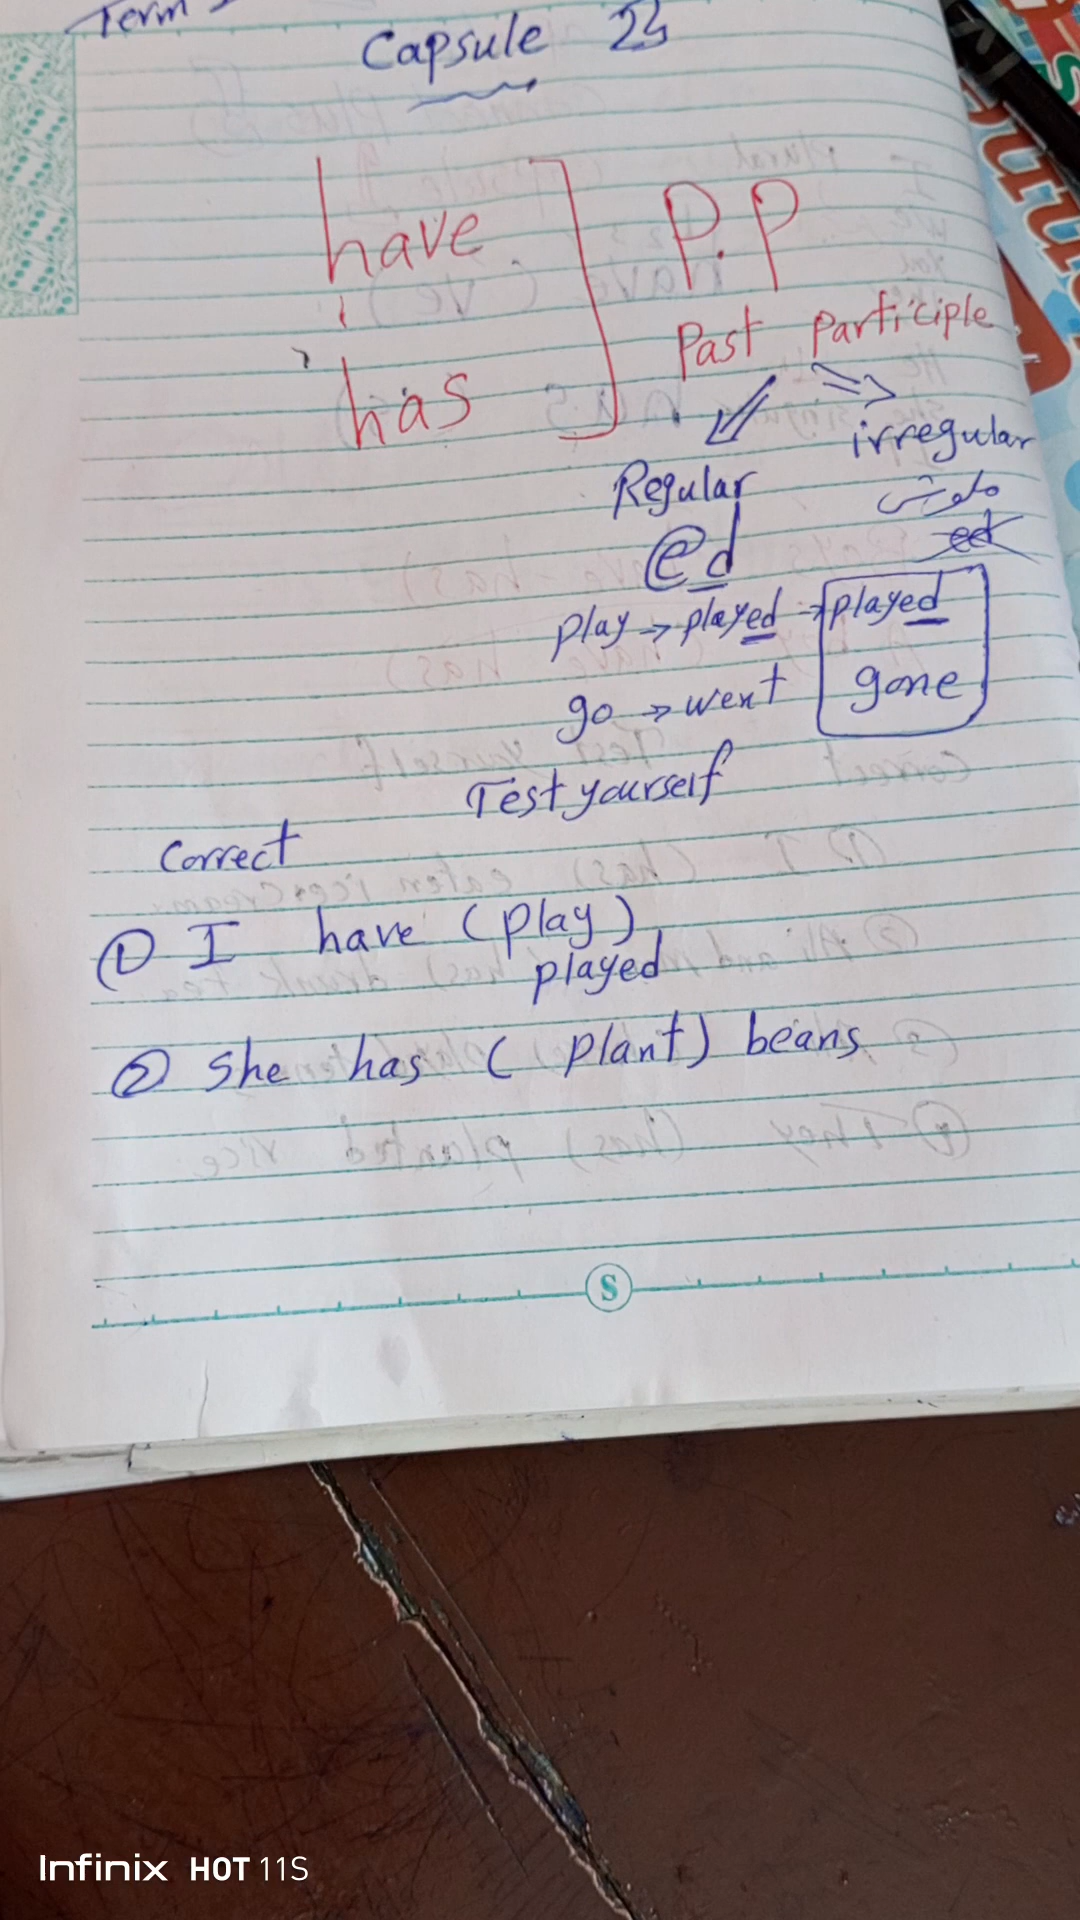 Term
Capsule 23
have
has
P.P
Past Participle
Regular
irregular
ملوش
ed
ed
play → played → played
go → went gone
Test yourself
Correct
① I have (play)
played
② She has (plant) beans
S
Infinix HOT 11S